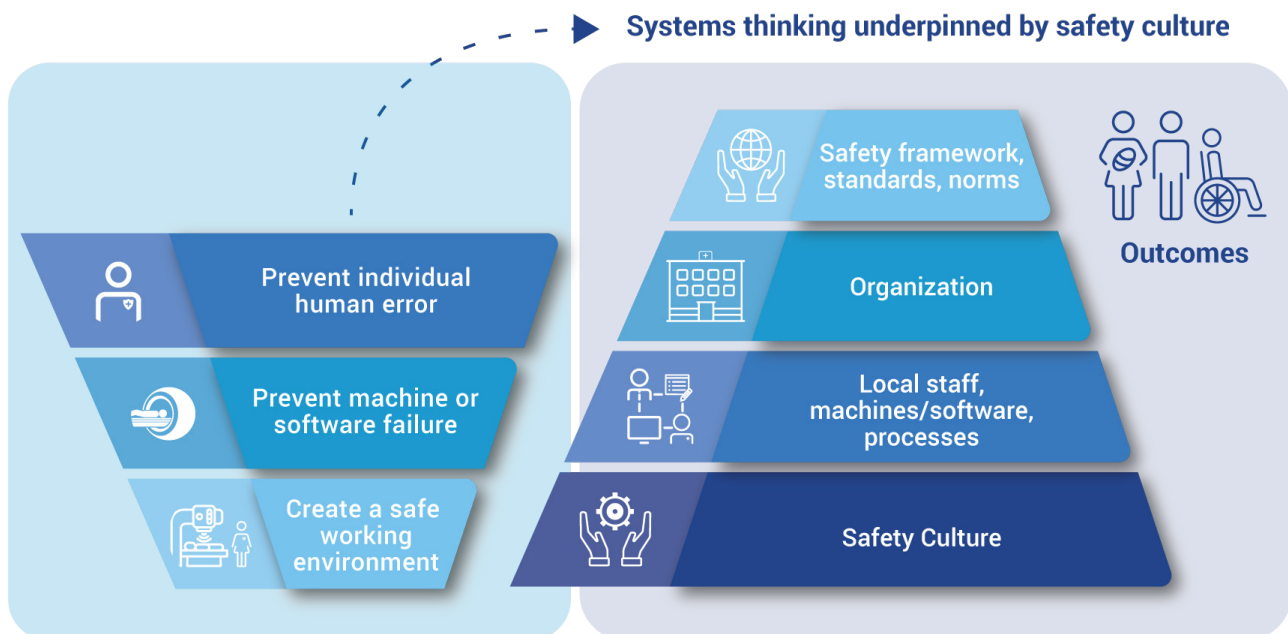 Systems thinking underpinned by safety culture
Prevent individual
human error
Prevent machine or
software failure
Create a safe
working
environment
Safety framework,
standards, norms
Organization
Local staff,
machines/software,
processes
Safety Culture
Outcomes